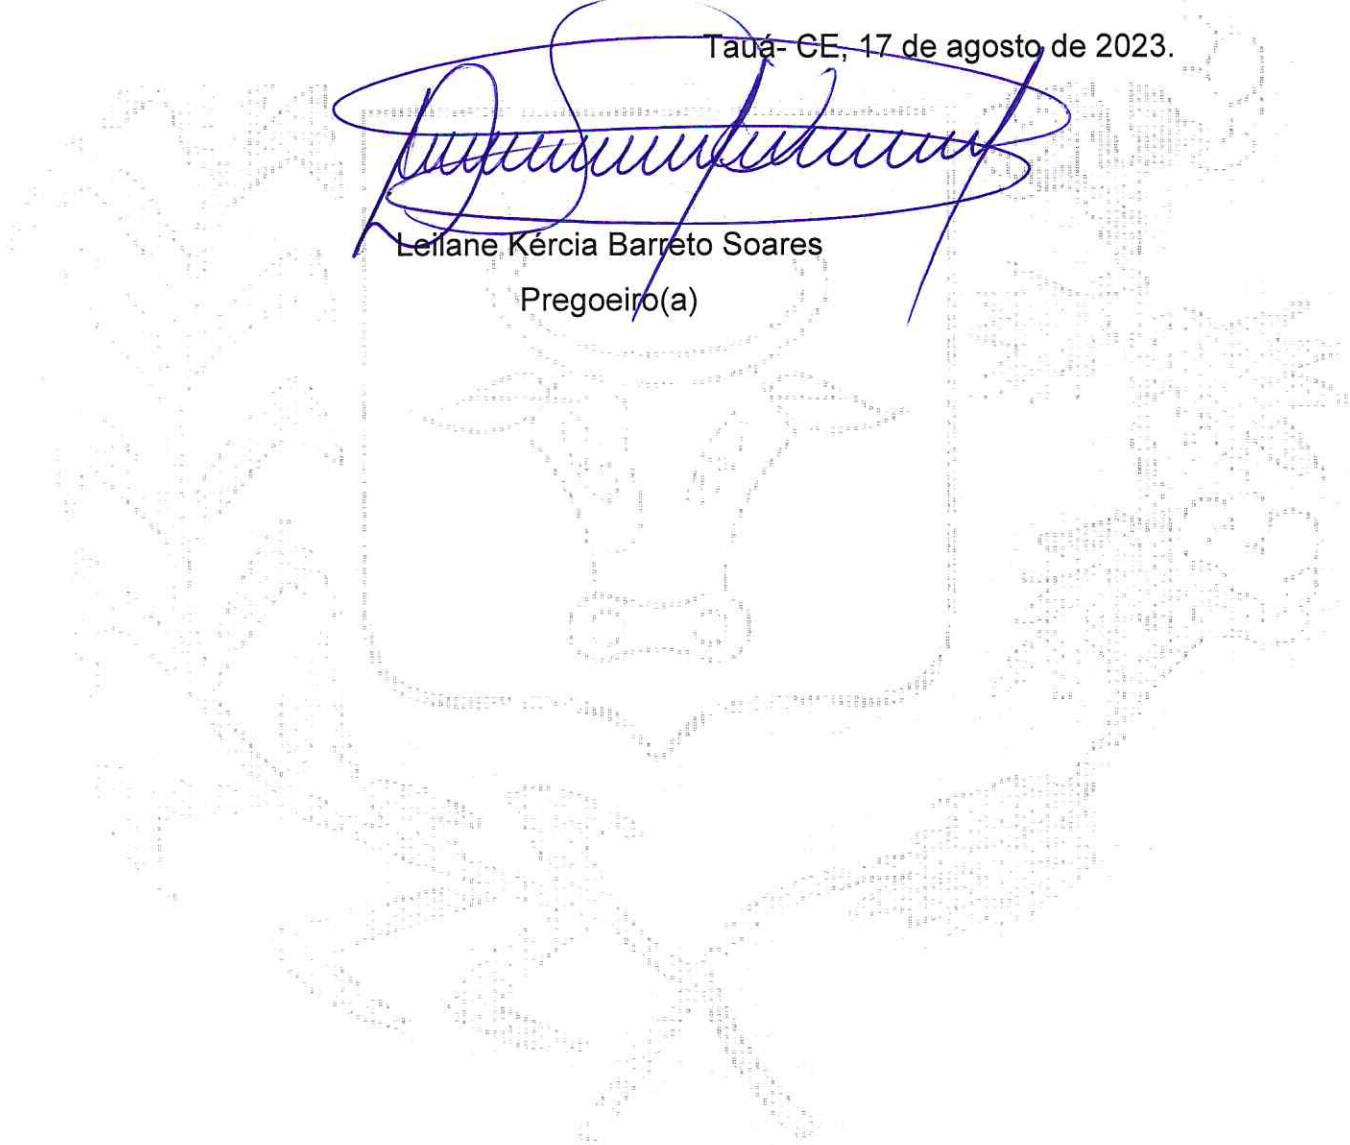 Tauá- CE, 17 de agosto de 2023.
Leilane Kércia Barreto Soares
Pregoeiro(a)